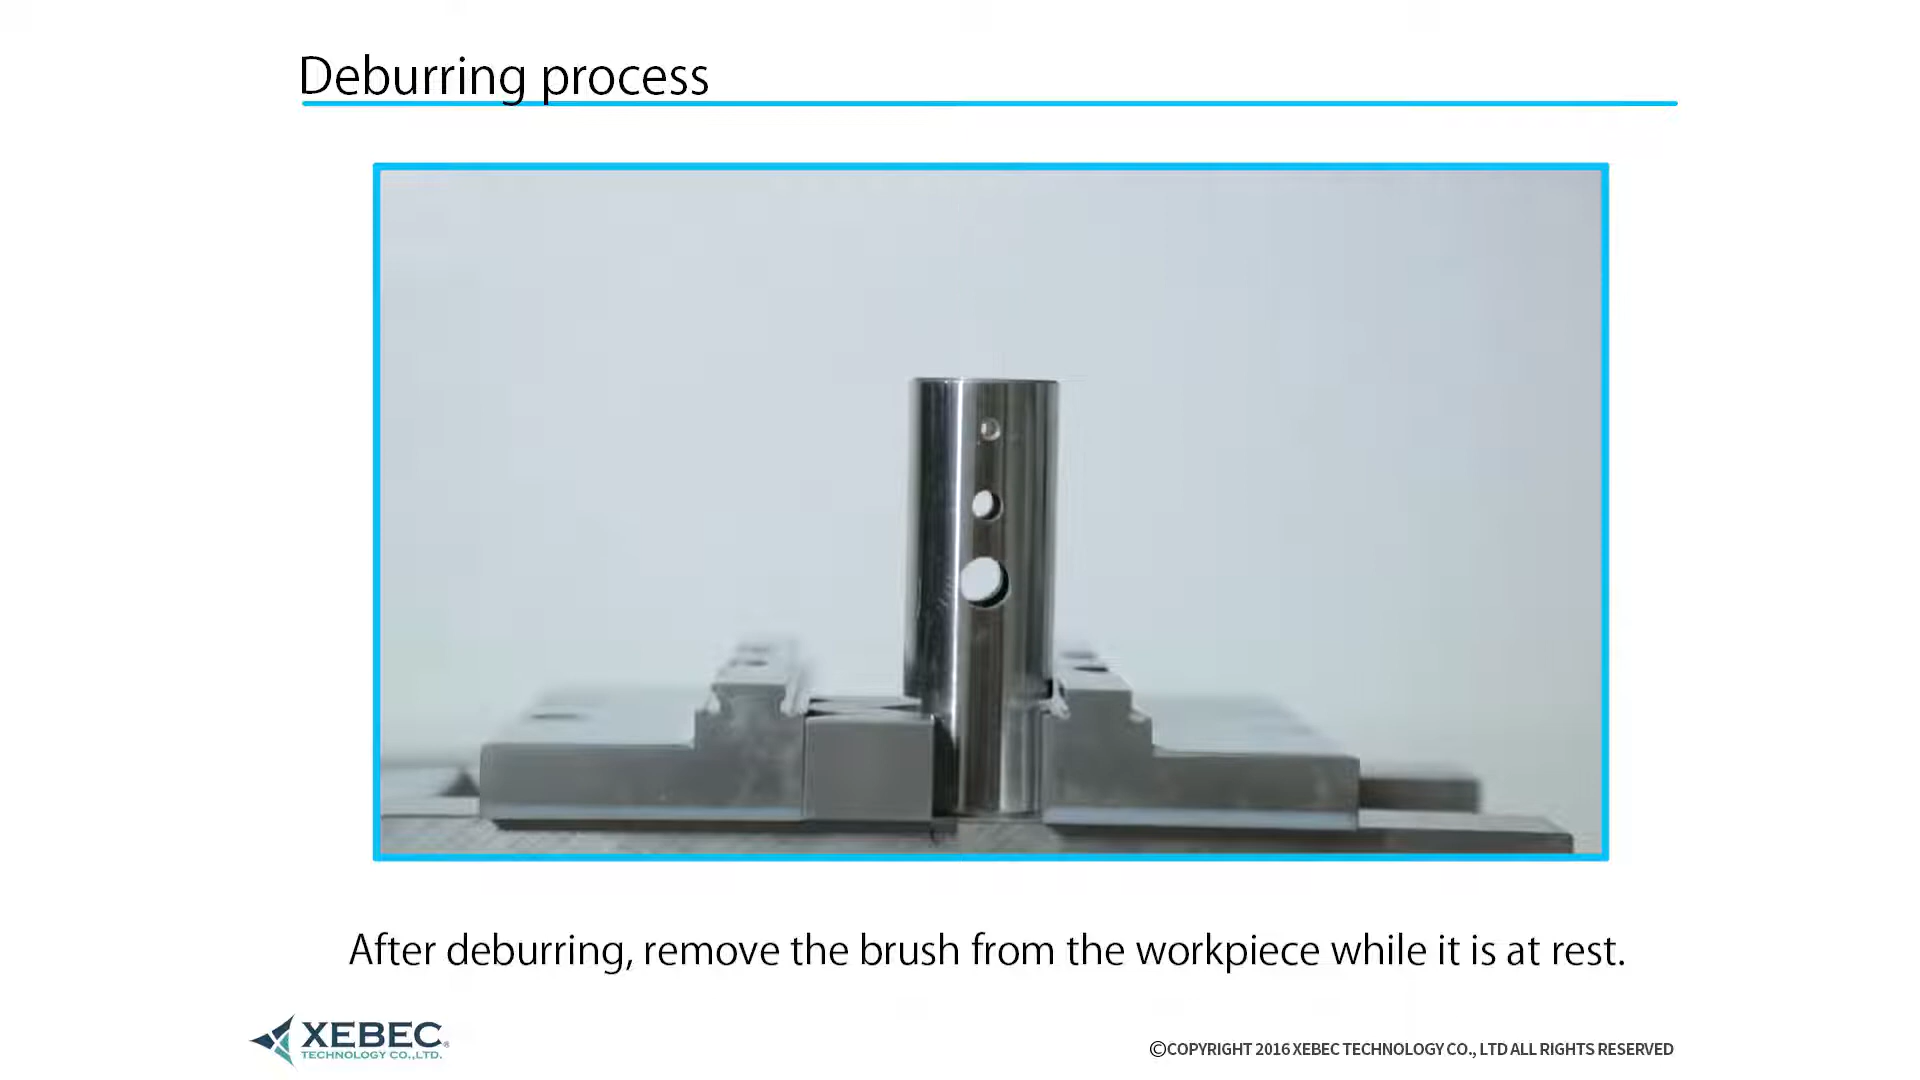 Deburring process
After deburring, remove the brush from the workpiece while it is at rest.
XEBEC®
TECHNOLOGY CO.,LTD.
©COPYRIGHT 2016 XEBEC TECHNOLOGY CO., LTD ALL RIGHTS RESERVED